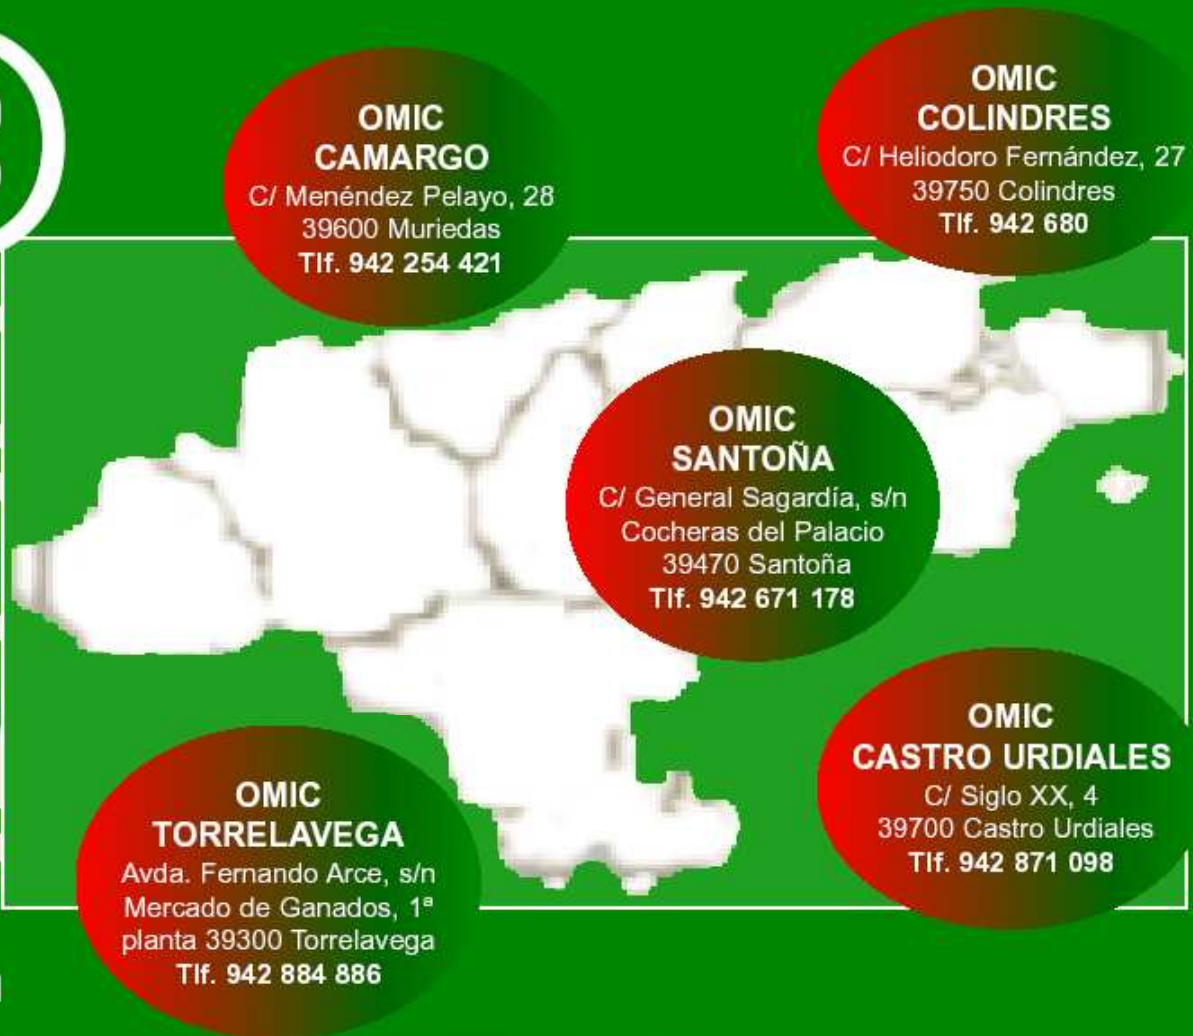 OMIC
CAMARGO
C/ Menéndez Pelayo, 28
39600 Muriedas
Tlf. 942 254 421
OMIC
COLINDRES
C/ Heliodoro Fernández, 27
39750 Colindres
Tlf. 942 680
OMIC
SANTOÑA
C/ General Sagardía, s/n
Cocheras del Palacio
39470 Santoña
Tlf. 942 671 178
OMIC
CASTRO URDIALES
C/ Siglo XX, 4
39700 Castro Urdiales
Tlf. 942 871 098
OMIC
TORRELAVEGA
Avda. Fernando Arce, s/n
Mercado de Ganados, 1ª
planta 39300 Torrelavega
Tlf. 942 884 886